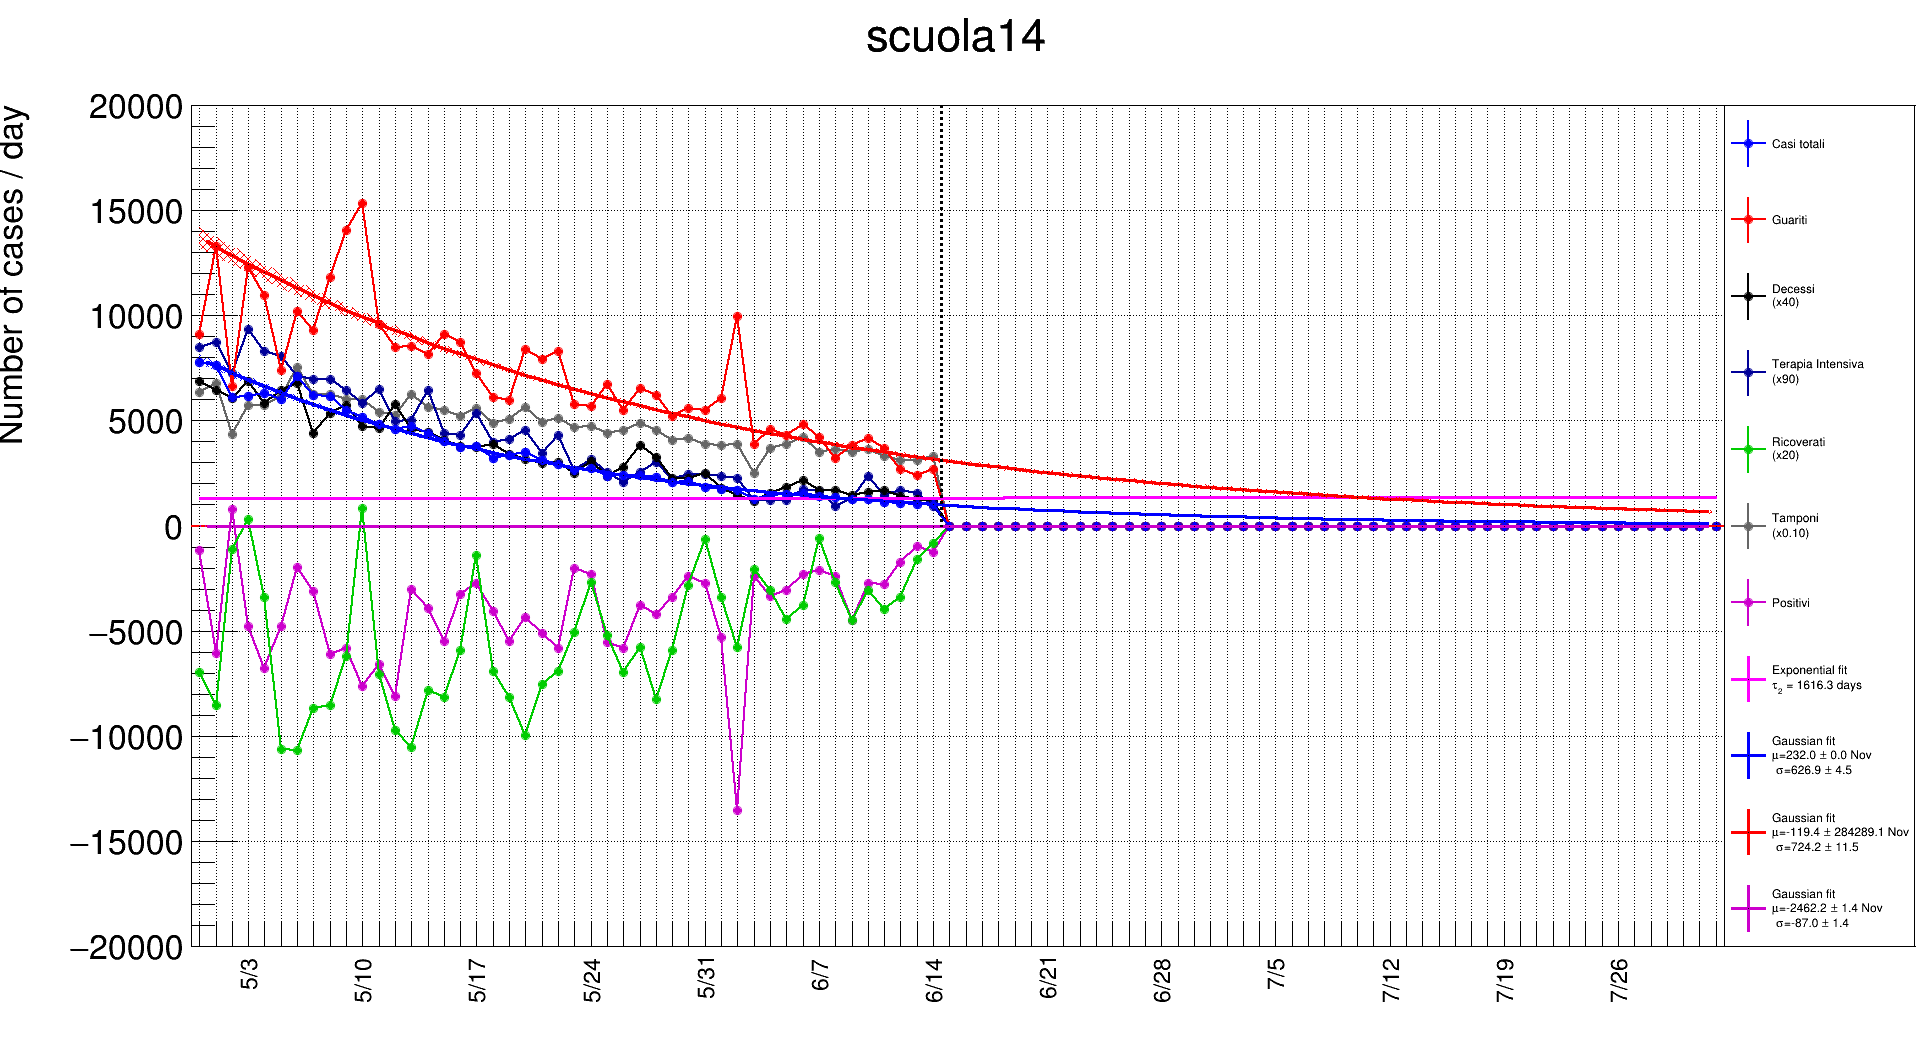 scuola14
Number of cases / day
20000
15000
10000
5000
0
−5000
−10000
−15000
−20000
5/3
5/10
5/17
5/24
5/31
6/7
6/14
6/21
6/28
7/5
7/12
7/19
7/26
Casi totali
Guariti
Decessi
(x40)
Terapia Intensiva
(x90)
Ricoverati
(x20)
Tamponi
(x0.10)
Positivi
Exponential fit
τ2 = 1616.3 days
Gaussian fit
μ=232.0 ± 0.0 Nov
σ=626.9 ± 4.5
Gaussian fit
μ=-119.4 ± 284289.1 Nov
σ=724.2 ± 11.5
Gaussian fit
μ=-2462.2 ± 1.4 Nov
σ=-87.0 ± 1.4